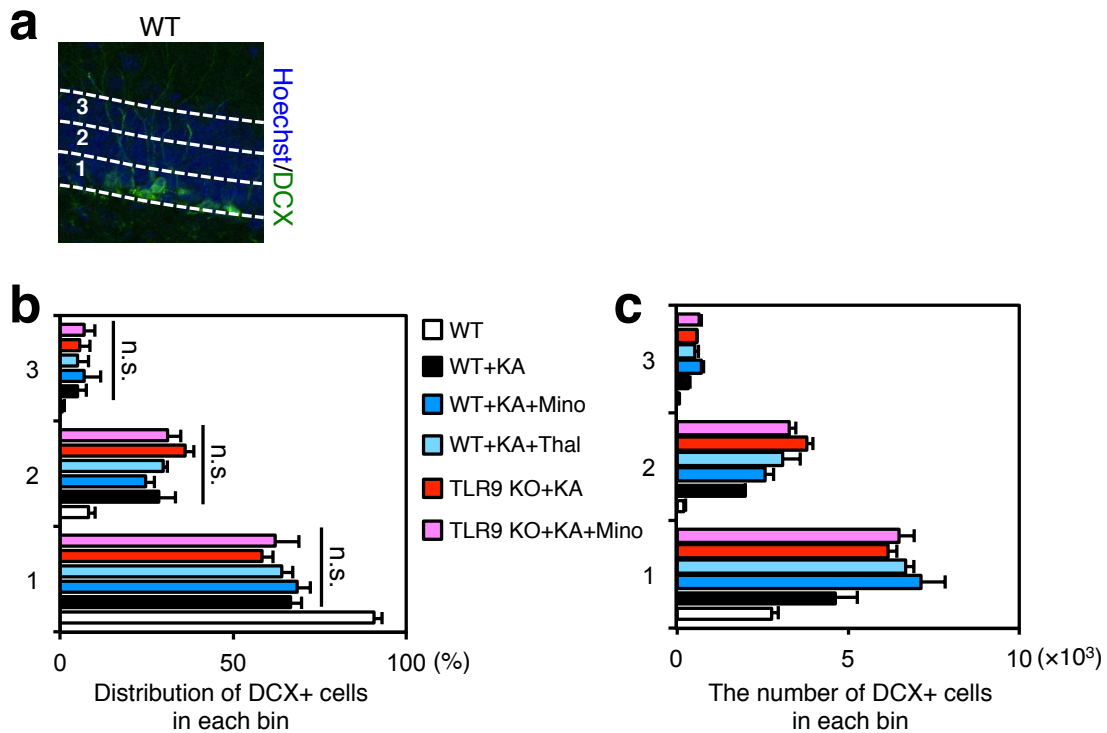 a
WT
3
2
1
Hoechst/DCX
b
3
2
1
n.s.
n.s.
n.s.
0
50
100 (%)
Distribution of DCX+ cells
in each bin
WT
WT+KA
WT+KA+Mino
WT+KA+Thal
TLR9 KO+KA
TLR9 KO+KA+Mino
c
3
2
1
0
5
10 (×10³)
The number of DCX+ cells
in each bin